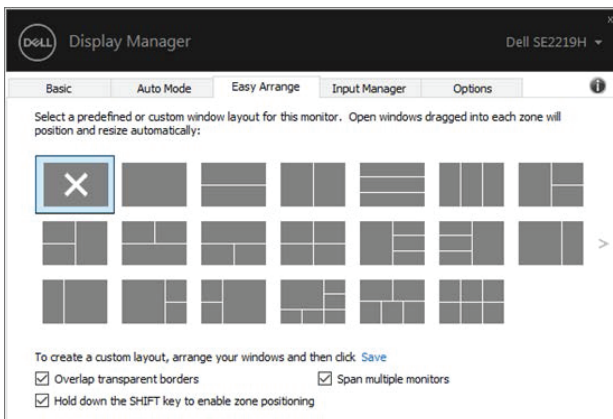 DELL Display Manager Dell SE2219H
Basic Auto Mode Easy Arrange Input Manager Options
Select a predefined or custom window layout for this monitor. Open windows dragged into each zone will
position and resize automatically:
To create a custom layout, arrange your windows and then click Save
Overlap transparent borders Span multiple monitors
Hold down the SHIFT key to enable zone positioning